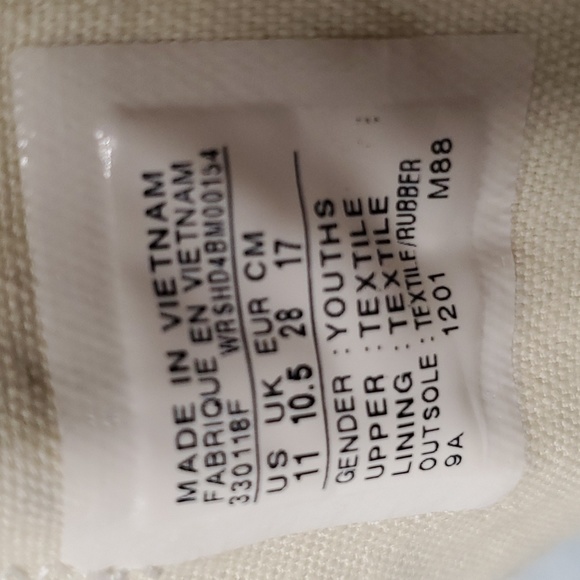 MADE IN VIETNAM
FABRIQUE EN VIETNAM
330118F WRSHD4BM00154
US UK EUR CM
11 10.5 28 17
GENDER : YOUTHS
UPPER : TEXTILE
LINING : TEXTILE
OUTSOLE : TEXTILE/RUBBER
9A 1201 M88